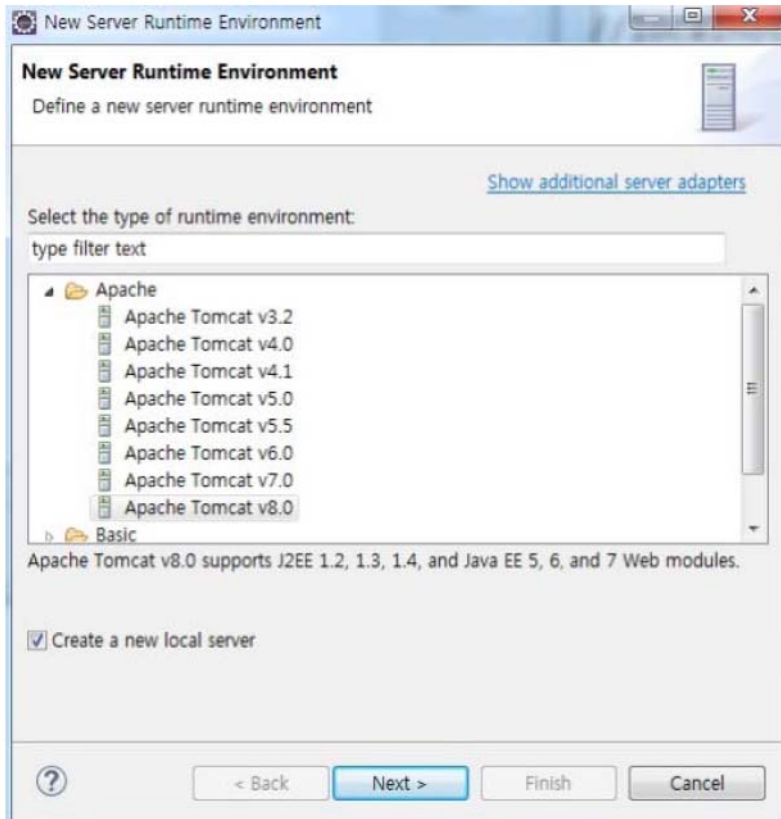 New Server Runtime Environment
New Server Runtime Environment
Define a new server runtime environment
Show additional server adapters
Select the type of runtime environment:
type filter text
Apache
Apache Tomcat v3.2
Apache Tomcat v4.0
Apache Tomcat v4.1
Apache Tomcat v5.0
Apache Tomcat v5.5
Apache Tomcat v6.0
Apache Tomcat v7.0
Apache Tomcat v8.0
Basic
Apache Tomcat v8.0 supports J2EE 1.2, 1.3, 1.4, and Java EE 5, 6, and 7 Web modules.
Create a new local server
? < Back Next > Finish Cancel